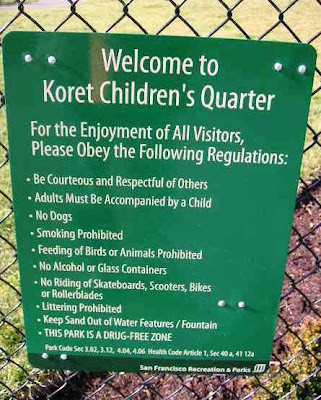 Welcome to
Koret Children's Quarter
For the Enjoyment of All Visitors,
Please Obey the Following Regulations:
• Be Courteous and Respectful of Others
• Adults Must Be Accompanied by a Child
• No Dogs
• Smoking Prohibited
• Feeding of Birds or Animals Prohibited
• No Alcohol or Glass Containers
• No Riding of Skateboards, Scooters, Bikes
or Rollerblades
• Littering Prohibited
• Keep Sand Out of Water Features / Fountain
• THIS PARK IS A DRUG-FREE ZONE
Park Code Sec 3.02, 3.12, 4.04, 4.06 Health Code Article 1, Sec 40 a, 41 12a
San Francisco Recreation & Parks